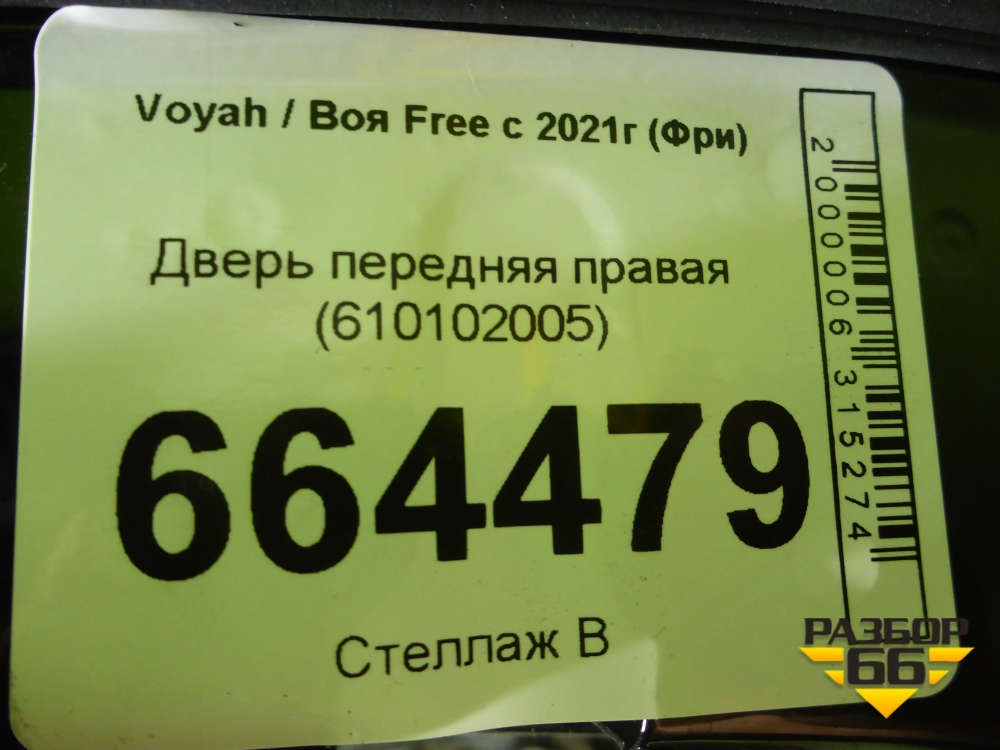 Voyah / Воя Free с 2021г (Фри)
Дверь передняя правая
(610102005)
664479
Стеллаж В
2000006315274
РАЗБОР
66